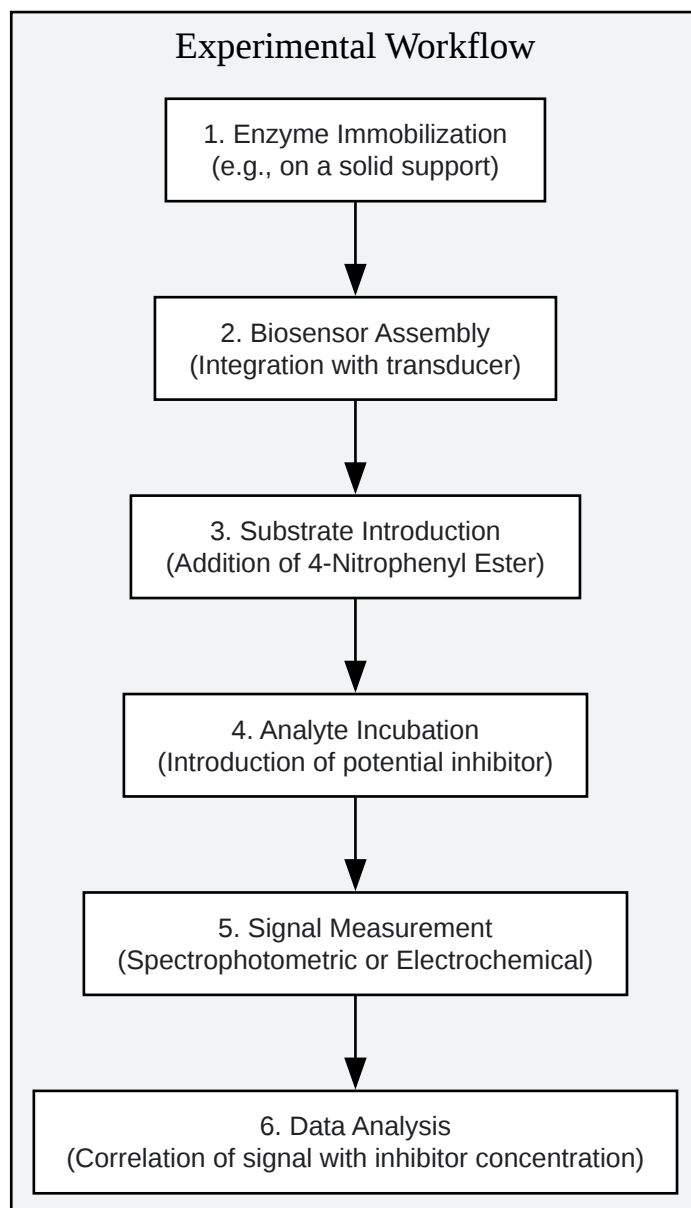 Experimental Workflow
1. Enzyme Immobilization
(e.g., on a solid support)
2. Biosensor Assembly
(Integration with transducer)
3. Substrate Introduction
(Addition of 4-Nitrophenyl Ester)
4. Analyte Incubation
(Introduction of potential inhibitor)
5. Signal Measurement
(Spectrophotometric or Electrochemical)
6. Data Analysis
(Correlation of signal with inhibitor concentration)